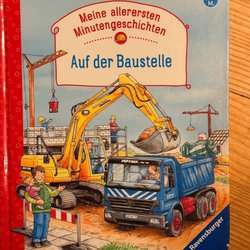 Meine allerersten
Minutengeschichten
Auf der Baustelle
Ravensburger